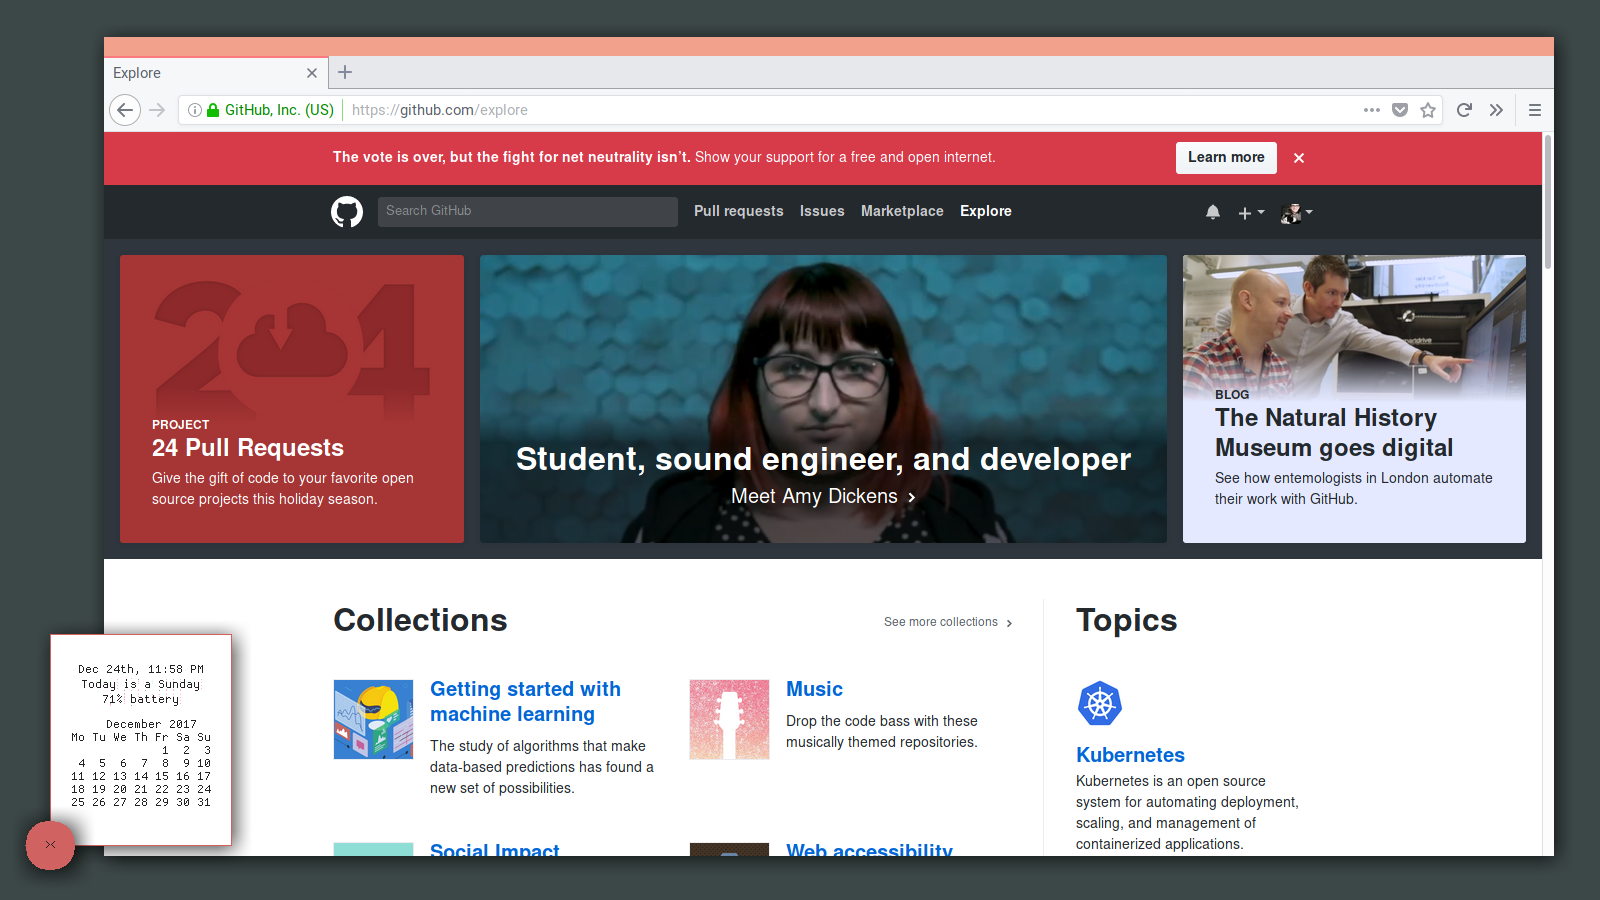 Explore
GitHub, Inc. (US)
https://github.com/explore
The vote is over, but the fight for net neutrality isn't. Show your support for a free and open internet.
Learn more
Search GitHub
Pull requests
Issues
Marketplace
Explore
PROJECT
24 Pull Requests
Give the gift of code to your favorite open
source projects this holiday season.
Student, sound engineer, and developer
Meet Amy Dickens
BLOG
The Natural History
Museum goes digital
See how entemologists in London automate
their work with GitHub.
Collections
See more collections
Getting started with
machine learning
The study of algorithms that make
data-based predictions has found a
new set of possibilities.
Music
Drop the code bass with these
musically themed repositories.
Social Impact
Web accessibility
Topics
Kubernetes
Kubernetes is an open source
system for automating deployment,
scaling, and management of
containerized applications.
Dec 24th, 11:58 PM
Today is a Sunday
71% battery
December 2017
Mo Tu We Th Fr Sa Su
1 2 3
4 5 6 7 8 9 10
11 12 13 14 15 16 17
18 19 20 21 22 23 24
25 26 27 28 29 30 31